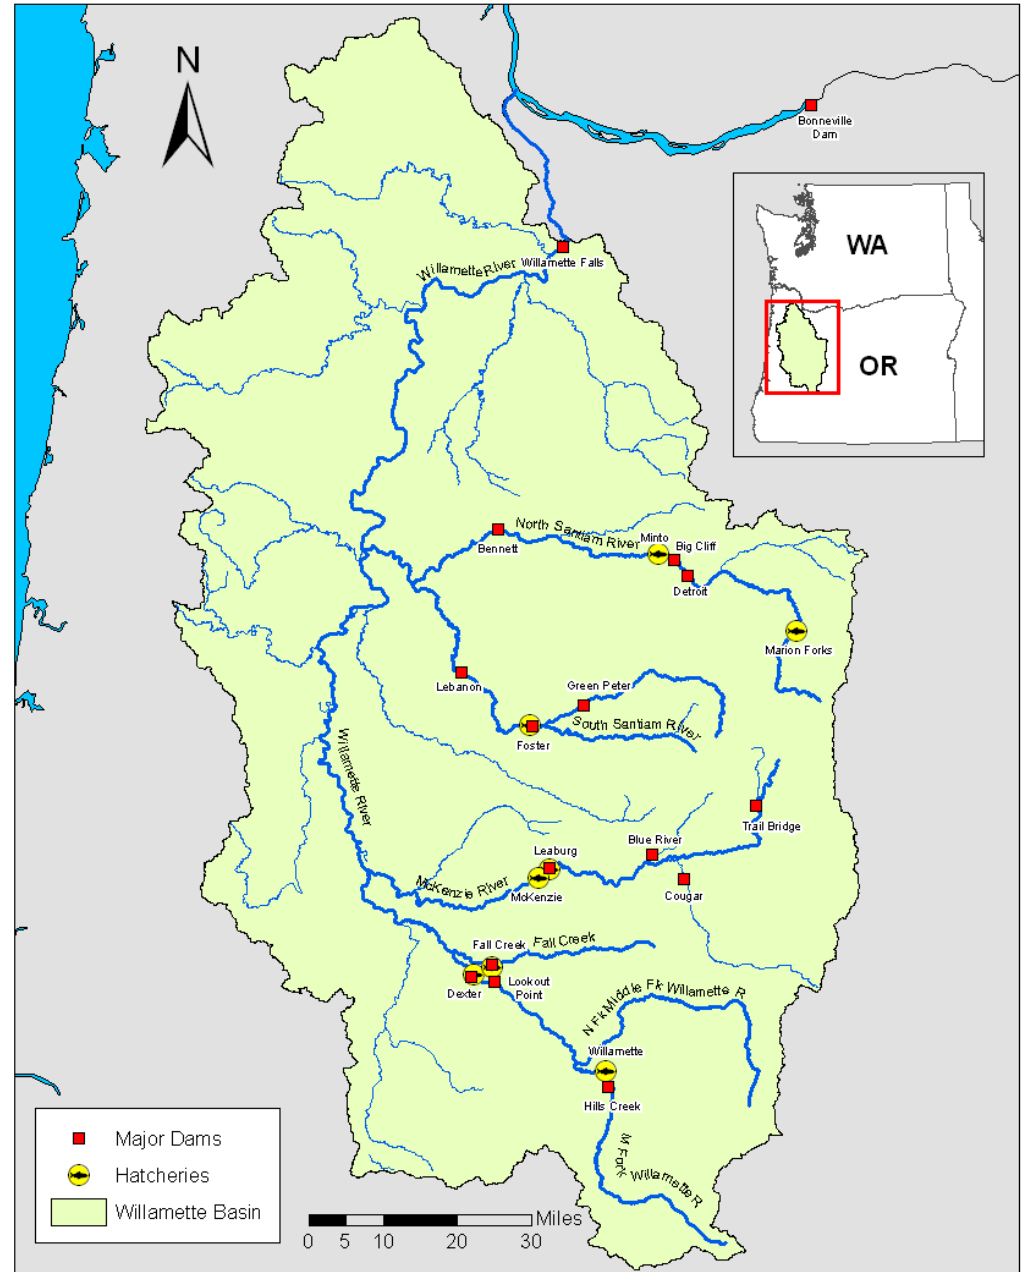 N
Bonneville
Dam
WA
OR
Willamette River
Willamette Falls
North Santiam River
Bennett
Minto
Big Cliff
Detroit
Marion Forks
Lebanon
Green Peter
South Santiam River
Foster
Willamette River
Trail Bridge
Blue River
Leaburg
McKenzie River
McKenzie
Cougar
Fall Creek
Fall Creek
Dexter
Lookout
Point
N Fk Middle Fk Willamette R
Willamette
Hills Creek
M Fork
Willamette R
Major Dams
Hatcheries
Willamette Basin
Miles
0 5 10 20 30